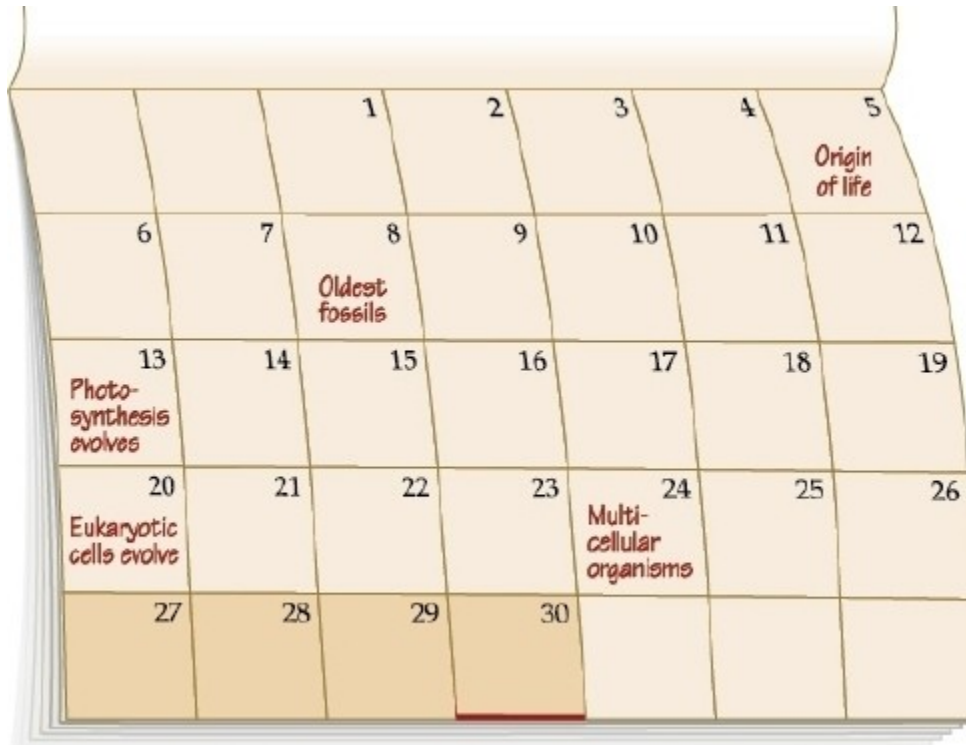 1 2 3 4 5
Origin
of life
6 7 8 9 10 11 12
Oldest
fossils
13 14 15 16 17 18 19
Photo-
synthesis
evolves
20 21 22 23 24 25 26
Eukaryotic
cells evolve
Multi-
cellular
organisms
27 28 29 30